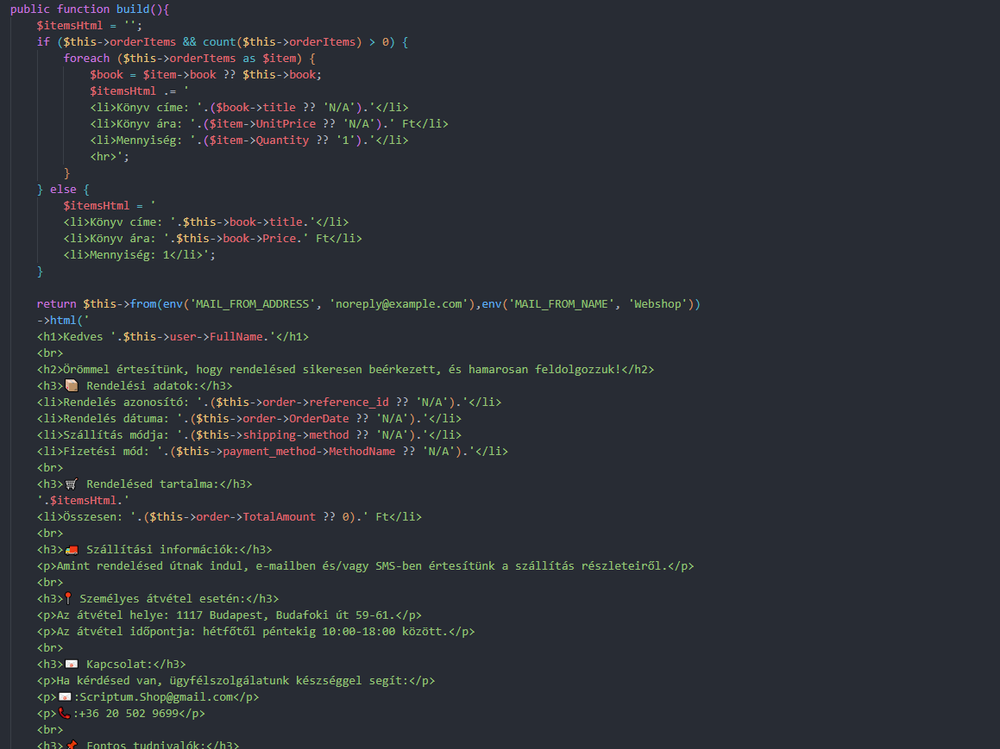 public function build(){
$itemsHtml = '';
if ($this->orderItems && count($this->orderItems) > 0) {
foreach ($this->orderItems as $item) {
$book = $item->book ?? $this->book;
$itemsHtml .= '
<li>Könyv címe: '.($book->title ?? 'N/A').'</li>
<li>Könyv ára: '.($item->UnitPrice ?? 'N/A').' Ft</li>
<li>Mennyiség: '.($item->Quantity ?? '1').'</li>
<hr>';
}
} else {
$itemsHtml = '
<li>Könyv címe: '.$this->book->title.'</li>
<li>Könyv ára: '.$this->book->Price.' Ft</li>
<li>Mennyiség: 1</li>';
}
return $this->from(env('MAIL_FROM_ADDRESS', 'noreply@example.com'),env('MAIL_FROM_NAME', 'Webshop'))
->html('
<h1>Kedves '.$this->user->FullName.'</h1>
<br>
<h2>Örömmel értesítünk, hogy rendelésed sikeresen beérkezett, és hamarosan feldolgozzuk!</h2>
<h3>📦 Rendelési adatok:</h3>
<li>Rendelés azonosító: '.($this->order->reference_id ?? 'N/A').'</li>
<li>Rendelés dátuma: '.($this->order->OrderDate ?? 'N/A').'</li>
<li>Szállítás módja: '.($this->shipping->method ?? 'N/A').'</li>
<li>Fizetési mód: '.($this->payment_method->MethodName ?? 'N/A').'</li>
<br>
<h3>🛒 Rendelésed tartalma:</h3>
'.$itemsHtml.'
<li>Összesen: '.($this->order->TotalAmount ?? 0).' Ft</li>
<br>
<h3>🚚 Szállítási információk:</h3>
<p>Amint rendelésed útnak indul, e-mailben és/vagy SMS-ben értesítünk a szállítás részleteiről.</p>
<br>
<h3>📍 Személyes átvétel esetén:</h3>
<p>Az átvétel helye: 1117 Budapest, Budafoki út 59-61.</p>
<p>Az átvétel időpontja: hétfőtől péntekig 10:00-18:00 között.</p>
<br>
<h3>📩 Kapcsolat:</h3>
<p>Ha kérdésed van, ügyfélszolgálatunk készséggel segít:</p>
<p>📩:Scriptum.Shop@gmail.com</p>
<p>📞:+36 20 502 9699</p>
<br>
<h3>📌 Fontos tudnivalók:</h3>